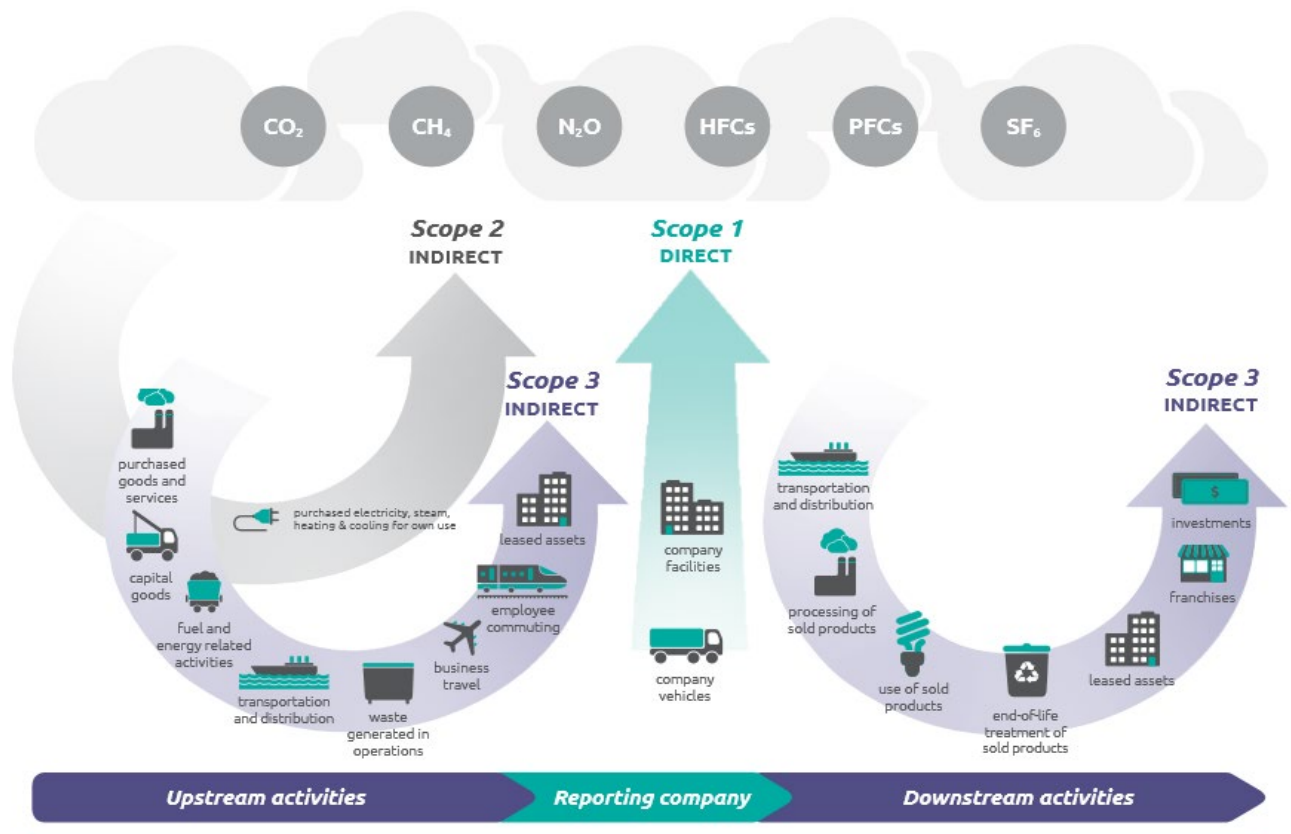 CO₂
CH₄
N₂O
HFCs
PFCs
SF₆
Scope 2
INDIRECT
Scope 1
DIRECT
Scope 3
INDIRECT
Scope 3
INDIRECT
purchased
goods and
services
capital
goods
fuel and
energy related
activities
purchased electricity, steam,
heating & cooling for own use
transportation
and distribution
waste
generated in
operations
business
travel
employee
commuting
leased assets
company
facilities
company
vehicles
transportation
and distribution
processing of
sold products
use of sold
products
end-of-life
treatment of
sold products
leased assets
franchises
investments
$
Upstream activities
Reporting company
Downstream activities